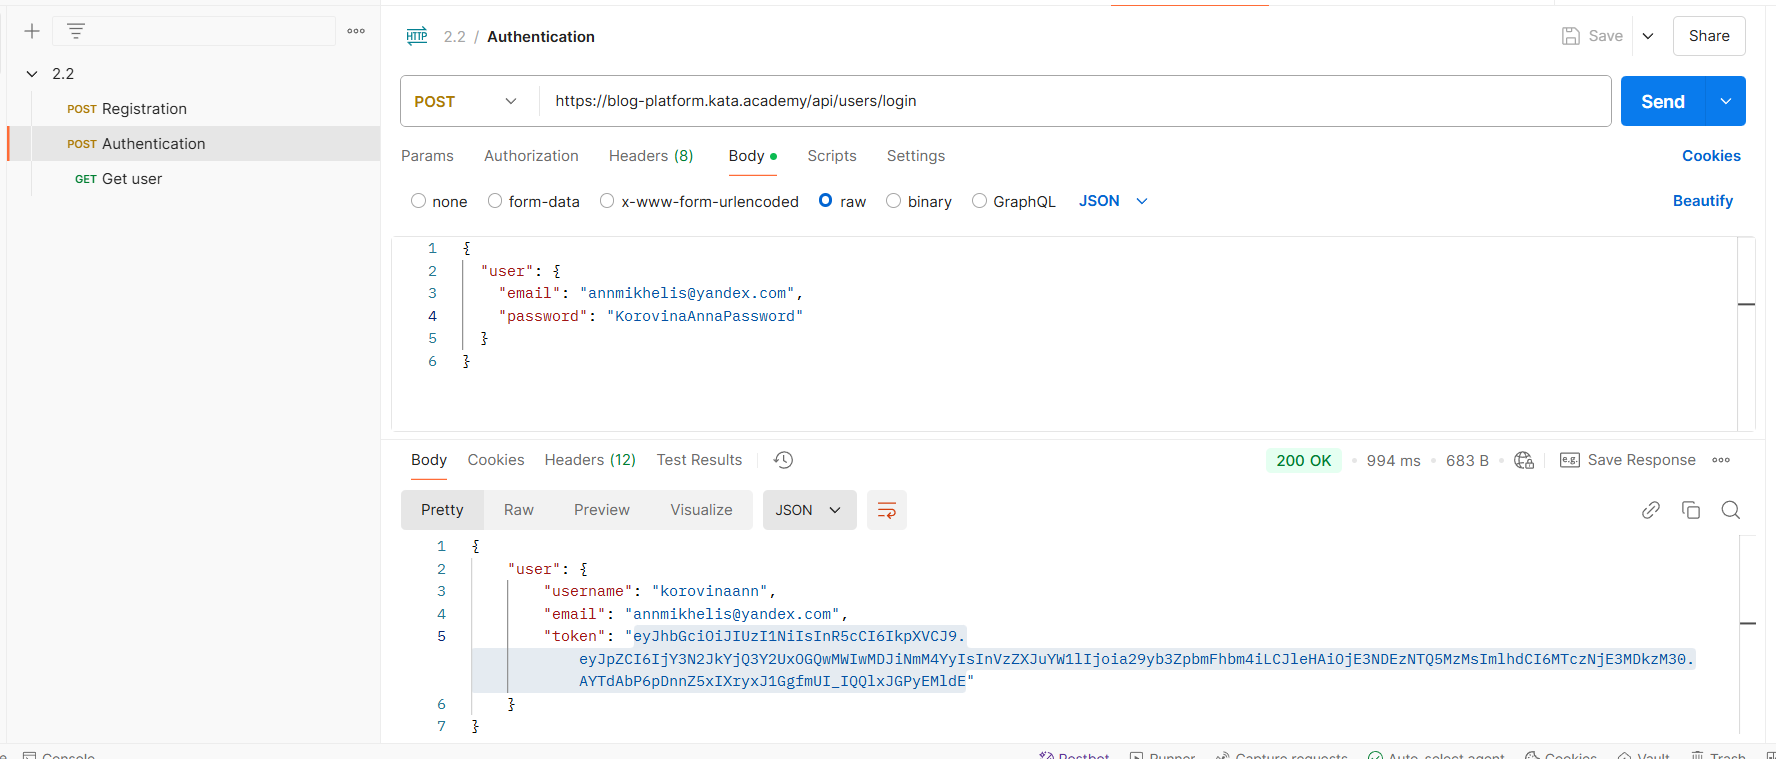 2.2 / Authentication
Save
Share
2.2
POST Registration
POST Authentication
GET Get user
POST
https://blog-platform.kata.academy/api/users/login
Send
Params Authorization Headers (8) Body Scripts Settings
Cookies
none form-data x-www-form-urlencoded raw binary GraphQL JSON
Beautify
1 {
2 "user": {
3 "email": "annmikhelis@yandex.com",
4 "password": "KorovinaAnnaPassword"
5 }
6 }
Body Cookies Headers (12) Test Results
200 OK 994 ms 683 B e.g. Save Response
Pretty Raw Preview Visualize JSON
1 {
2 "user": {
3 "username": "korovinaann",
4 "email": "annmikhelis@yandex.com",
5 "token": "eyJhbGciOiJIUzI1NiIsInR5cCI6IkpXVCJ9.
eyJpZCI6IjY3N2JkYjQ3Y2UxOGQwMWIwMDJiNmM4YyIsInVzZXJuYW1lIjoia29yb3ZpbmFhbm4iLCJleHAiOjE3NDEzNTQ5MzMsImlhdCI6MTczNjE3MDkzM30.
AYTdAbP6pDnnZ5xIXryxJ1GgfmUI_IQQlxJGPyEMldE"
6 }
7 }
Console
Postbot Runner Capture requests Auto-select agent Cookies Vault Trash